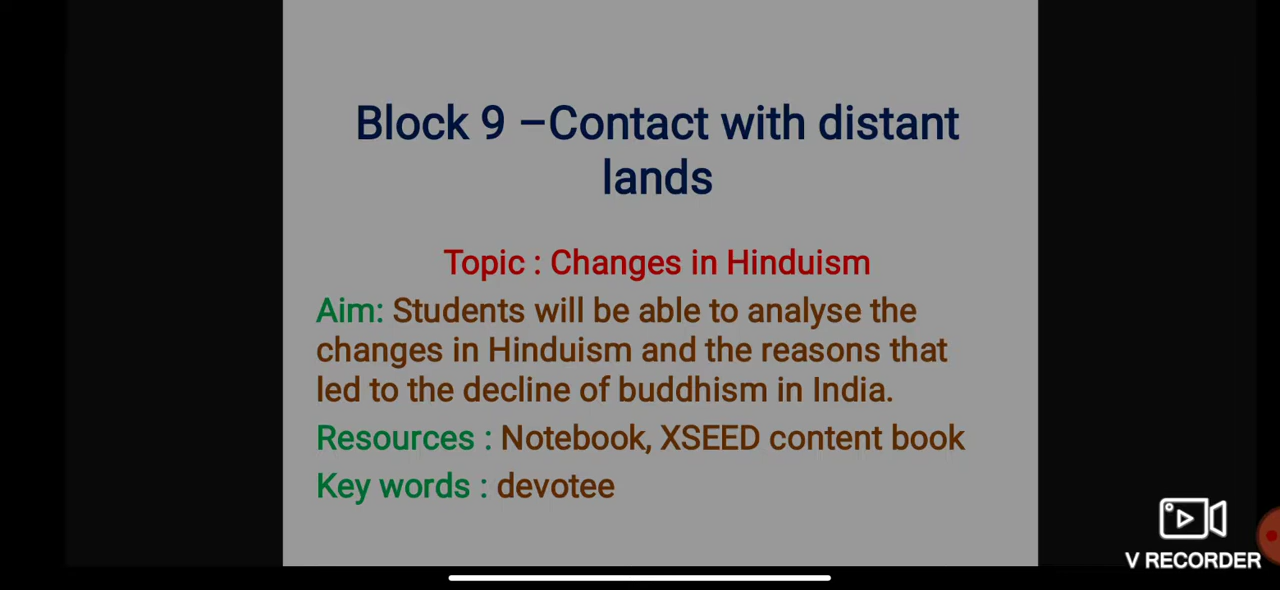 Block 9 –Contact with distant
lands
Topic : Changes in Hinduism
Aim: Students will be able to analyse the
changes in Hinduism and the reasons that
led to the decline of buddhism in India.
Resources : Notebook, XSEED content book
Key words : devotee
V RECORDER